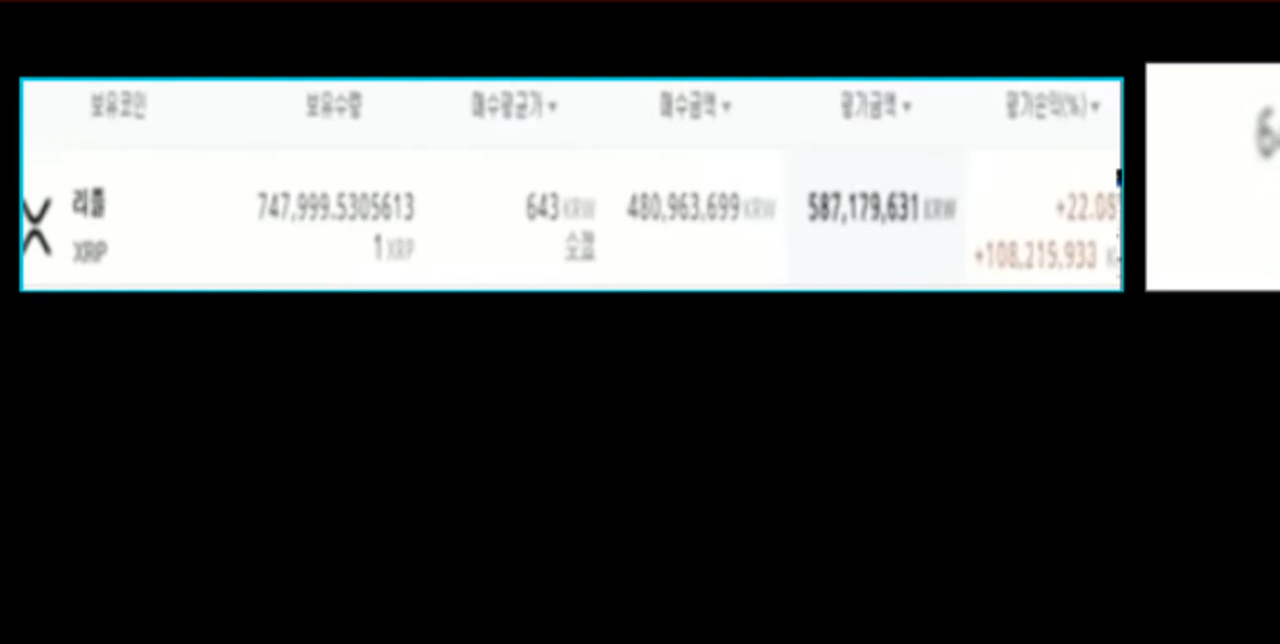 보유코인 보유수량 매수평균가 ▼ 매수금액 ▼ 평가금액 ▼ 평가손익(%) ▼
리플 747,999.5305613 643 KRW 480,963,699 KRW 587,179,631 KRW +22.08
XRP 1 XRP 수정 +108,215,933